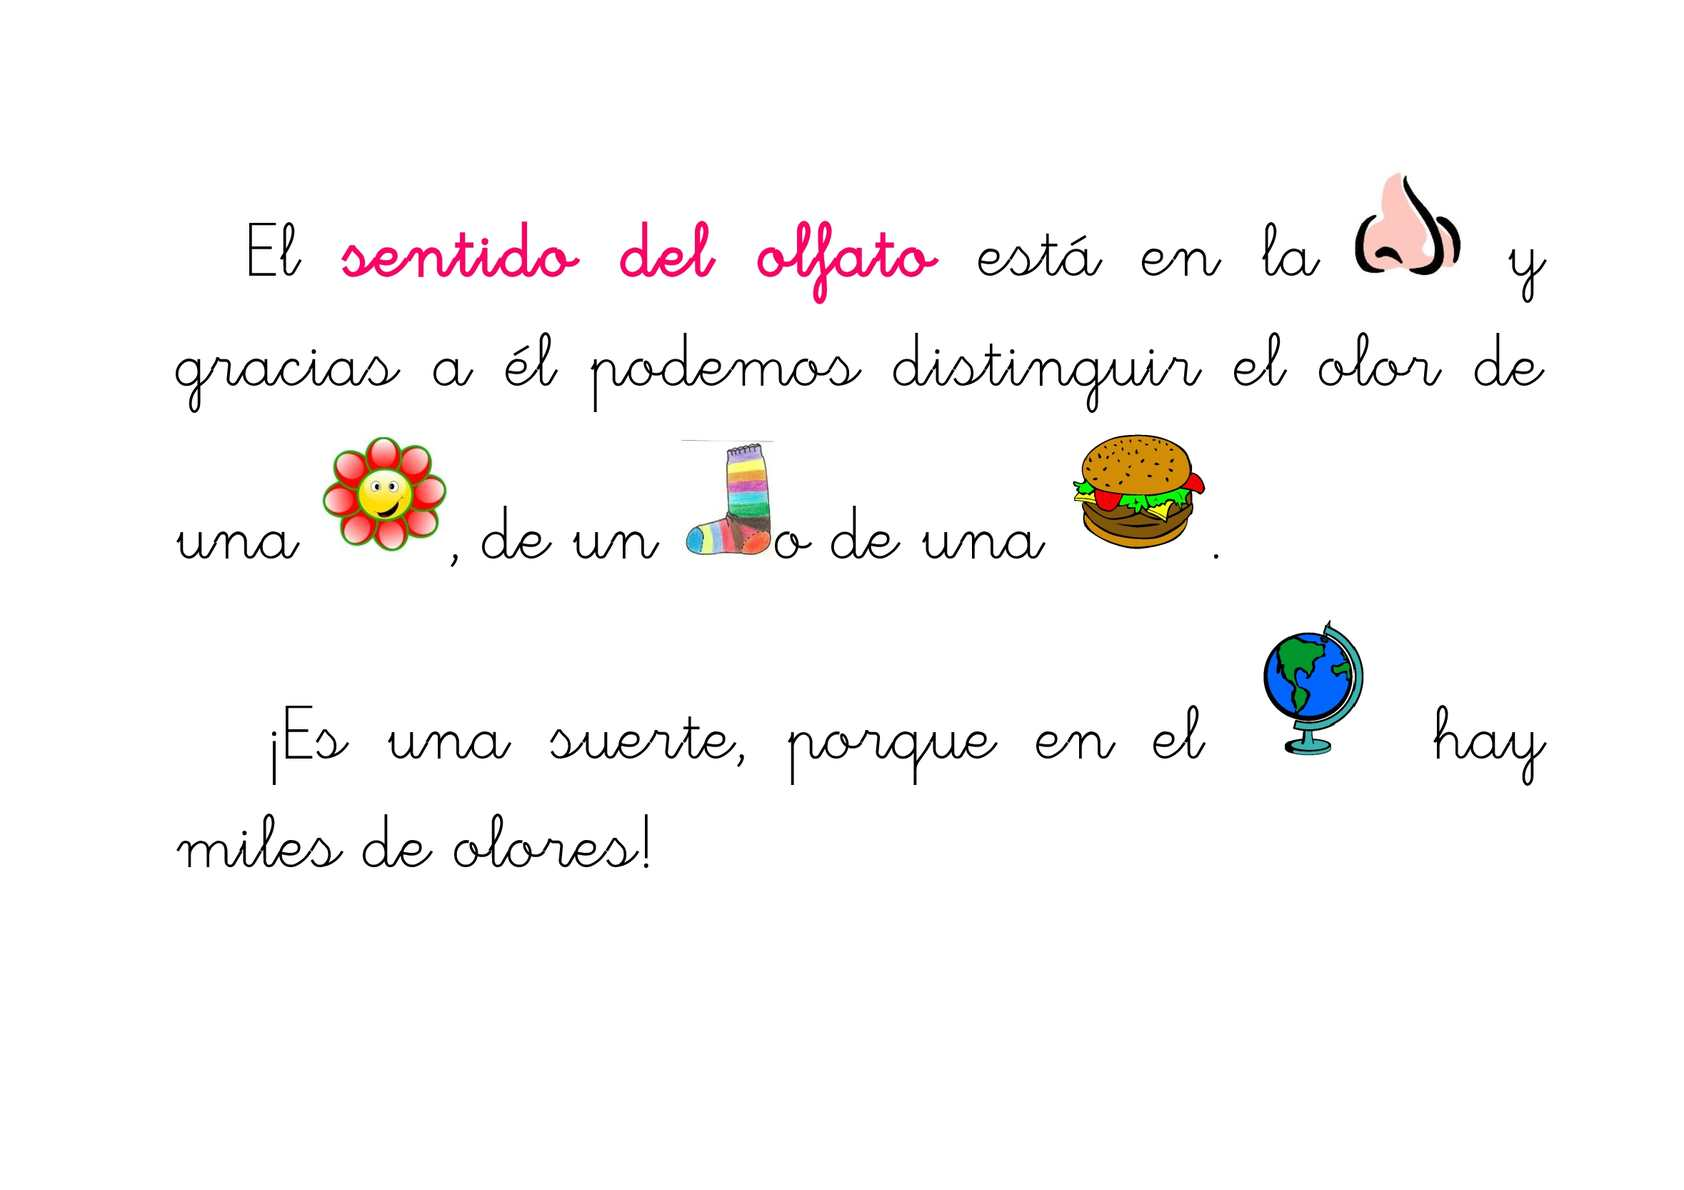 El sentido del olfato está en la y
gracias a él podemos distinguir el olor de
una , de un o de una .
¡Es una suerte, porque en el hay
miles de olores!